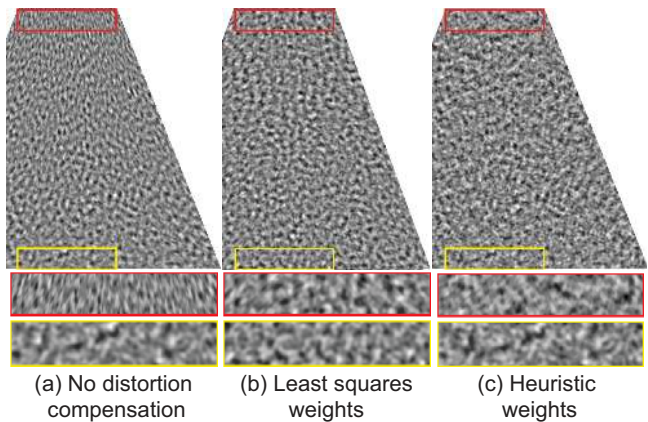 (a) No distortion
compensation
(b) Least squares
weights
(c) Heuristic
weights